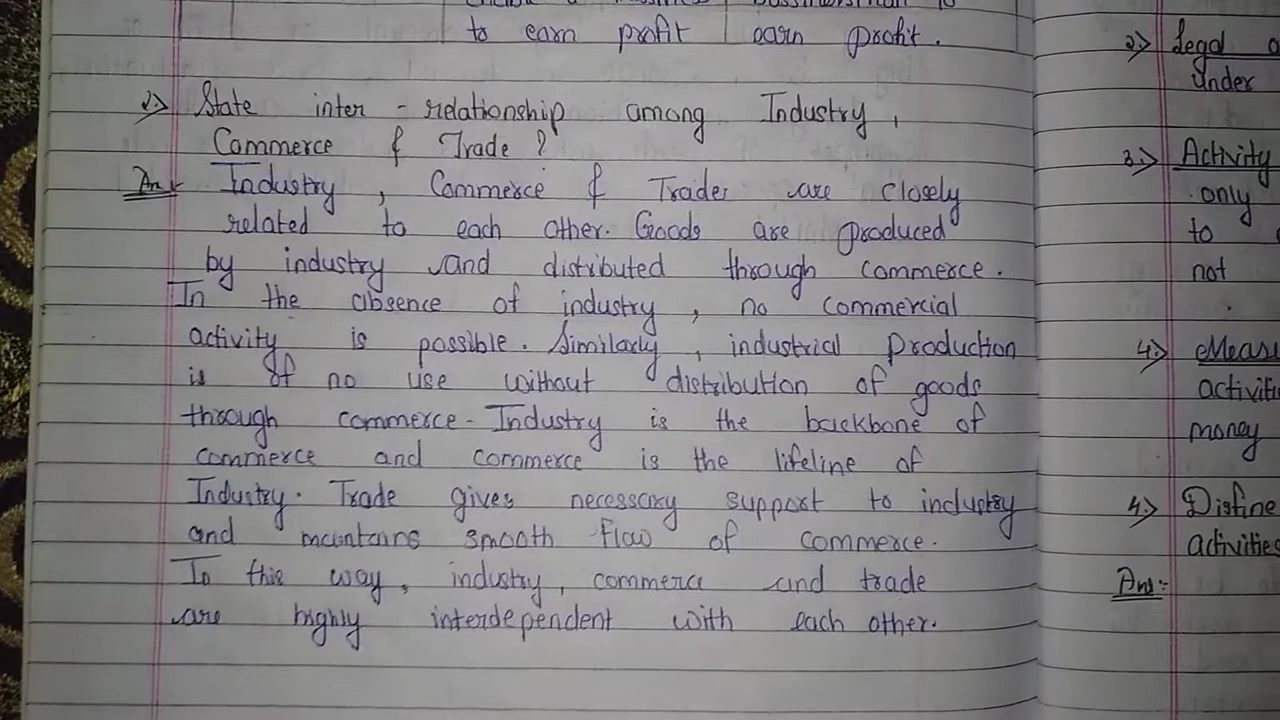 to earn profit earn profit.
2) State inter-relationship among Industry,
Commerce & Trade?
Ans Industry, Commerce & Trade are closely
related to each other. Goods are produced
by industry and distributed through commerce.
In the absence of industry, no commercial
activity is possible. Similarly, industrial Production
is of no use without distribution of goods
through commerce. Industry is the backbone of
commerce and commerce is the lifeline of
Industry. Trade gives necessary support to industry
and maintains smooth flow of commerce.
In this way, industry, commerce and trade
are highly interdependent with each other.
2) Legal
Under
3) Activity
only
to
not
4)
activiti
money
4) Disfine
activities
Ans:-